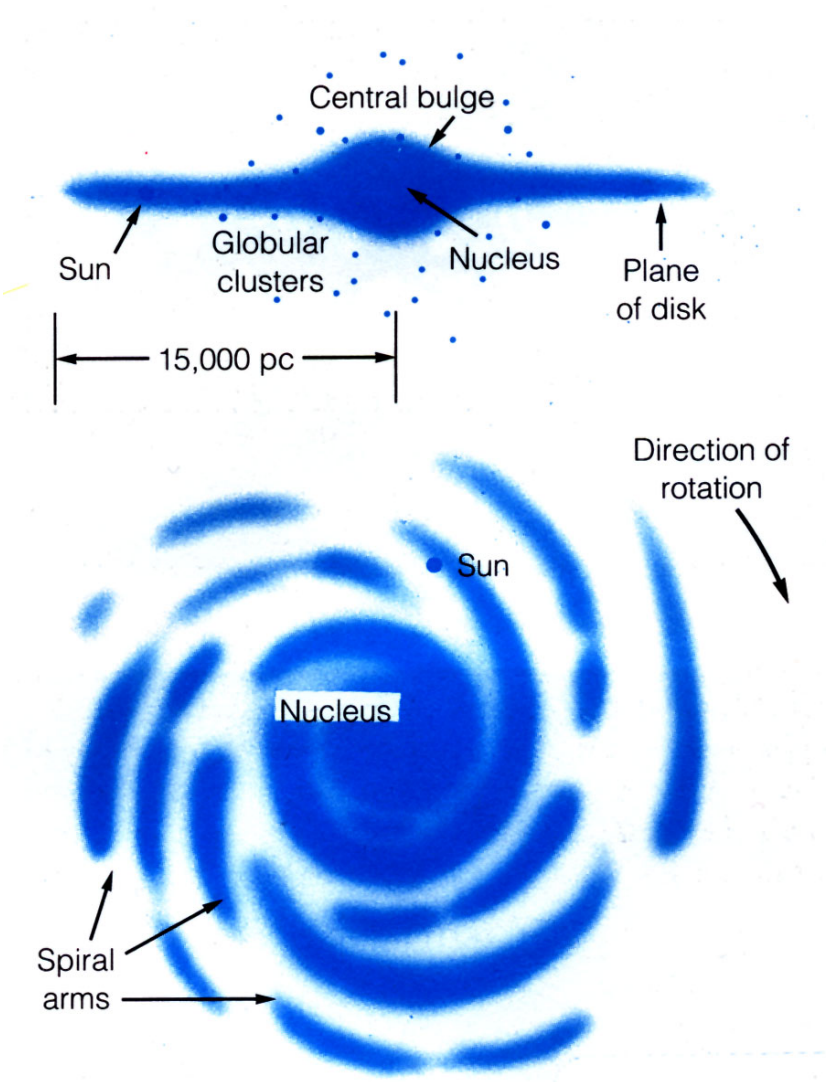 Central bulge
Sun
Globular
clusters
Nucleus
Plane
of disk
15,000 pc
Direction of
rotation
Sun
Nucleus
Spiral
arms